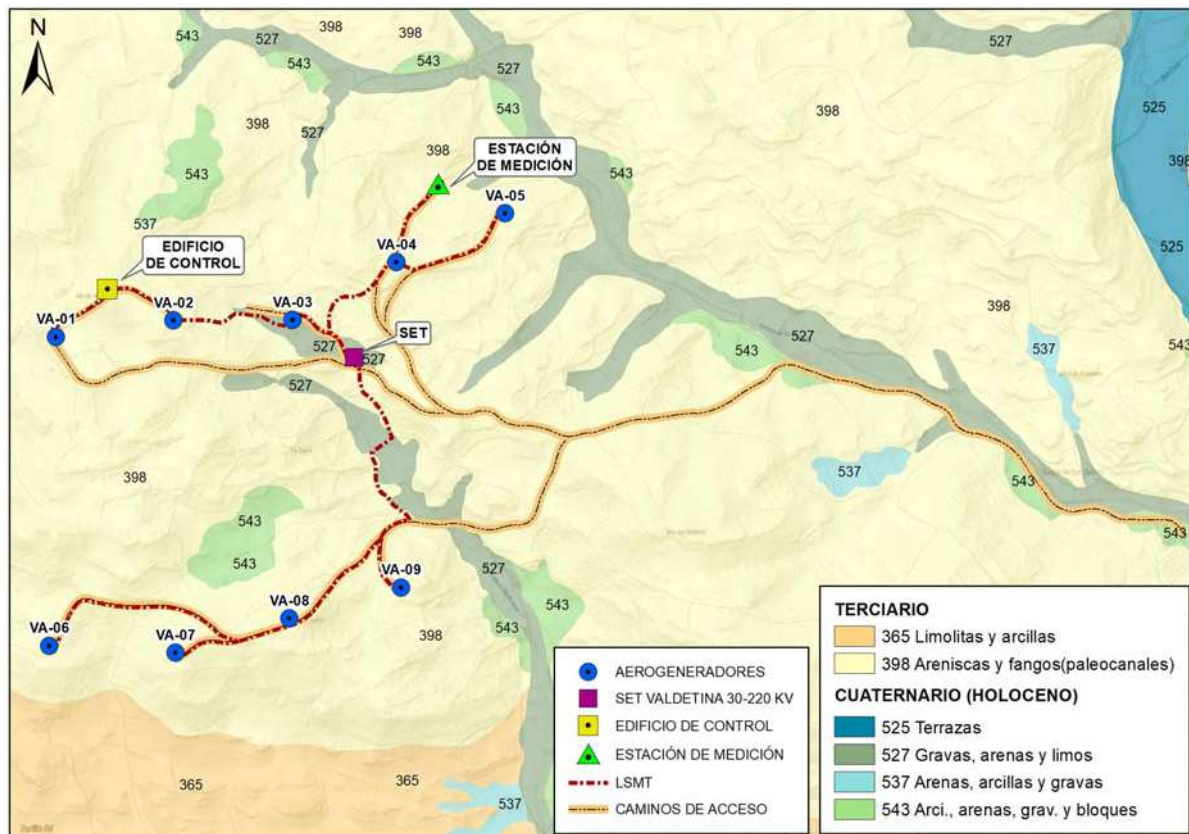 N
398
398
543
527
543
543
527
527
543
525
398
398
527
543
398
ESTACIÓN
DE MEDICIÓN
543
398
VA-05
537
EDIFICIO
DE CONTROL
VA-04
525
VA-02
VA-03
398
VA-01
SET
527
527
527
543
537
543
527
398
537
543
398
543
543
527
VA-09
543
VA-08
VA-06
VA-07
543
398
365
365
537
AEROGENERADORES
SET VALDETINA 30-220 KV
EDIFICIO DE CONTROL
ESTACIÓN DE MEDICIÓN
LSMT
CAMINOS DE ACCESO
TERCIARIO
365 Limolitas y arcillas
398 Areniscas y fangos(paleocanales)
CUATERNARIO (HOLOCENO)
525 Terrazas
527 Gravas, arenas y limos
537 Arenas, arcillas y gravas
543 Arci., arenas, grav. y bloques